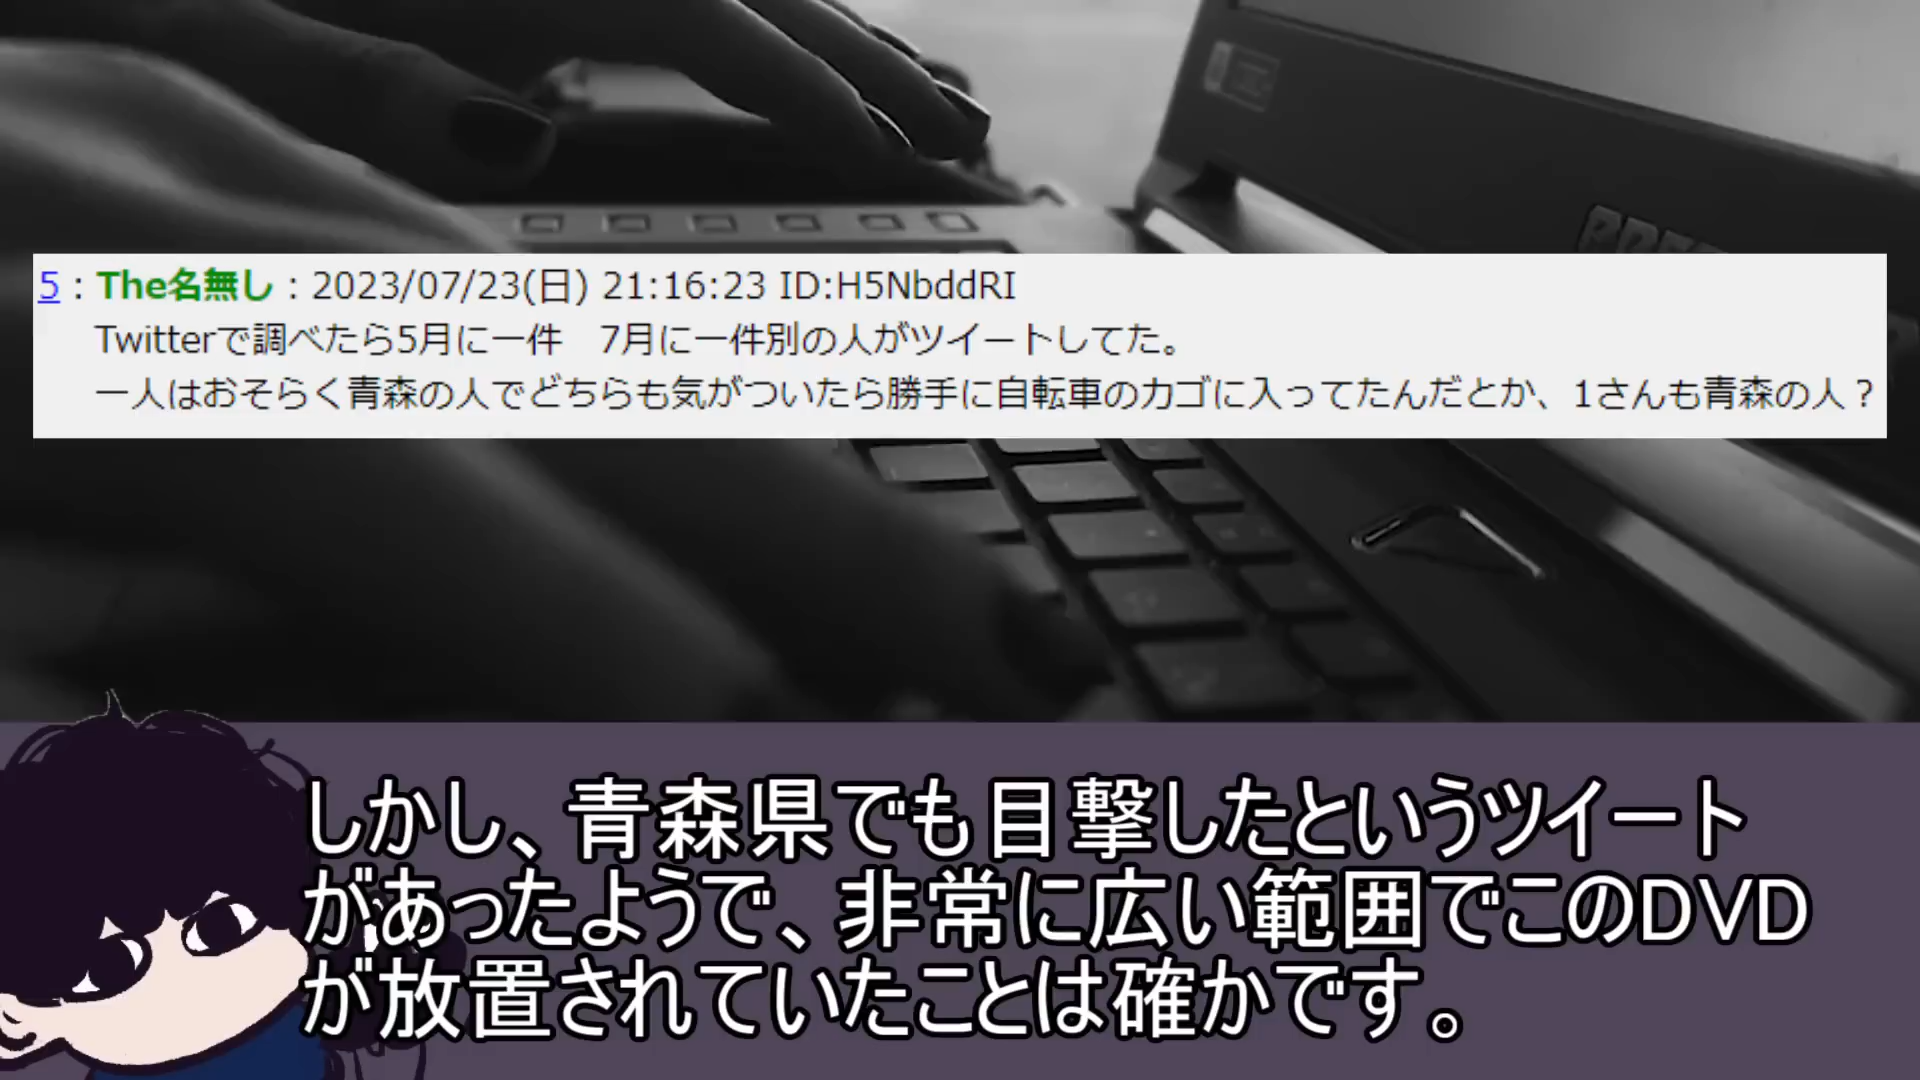 5：The名無し：2023/07/23(日) 21:16:23 ID:H5NbddRI
Twitterで調べたら5月に一件　7月に一件別の人がツイートしてた。
一人はおそらく青森の人でどちらも気がついたら勝手に自転車のカゴに入ってたんだとか、1さんも青森の人？
しかし、青森県でも目撃したというツイート
があったようで、非常に広い範囲でこのDVD
が放置されていたことは確かです。